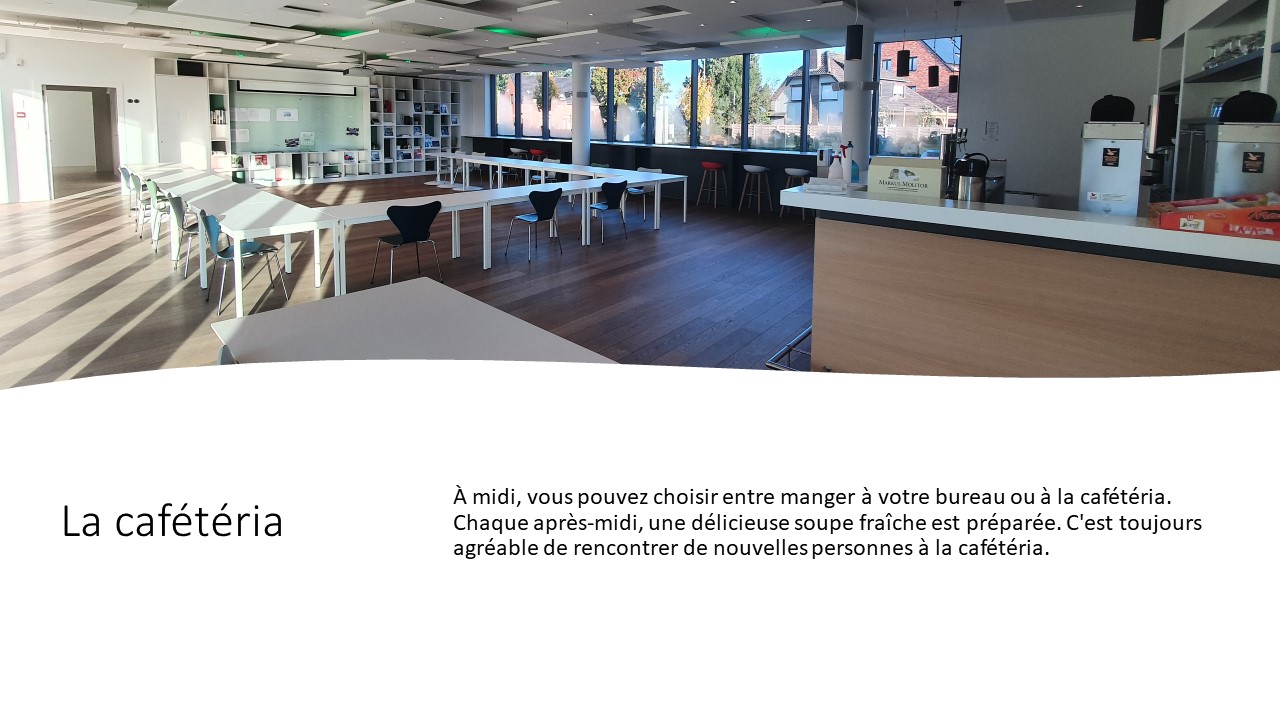 MARKUS MOLITOR
La cafétéria
À midi, vous pouvez choisir entre manger à votre bureau ou à la cafétéria.
Chaque après-midi, une délicieuse soupe fraîche est préparée. C'est toujours
agréable de rencontrer de nouvelles personnes à la cafétéria.